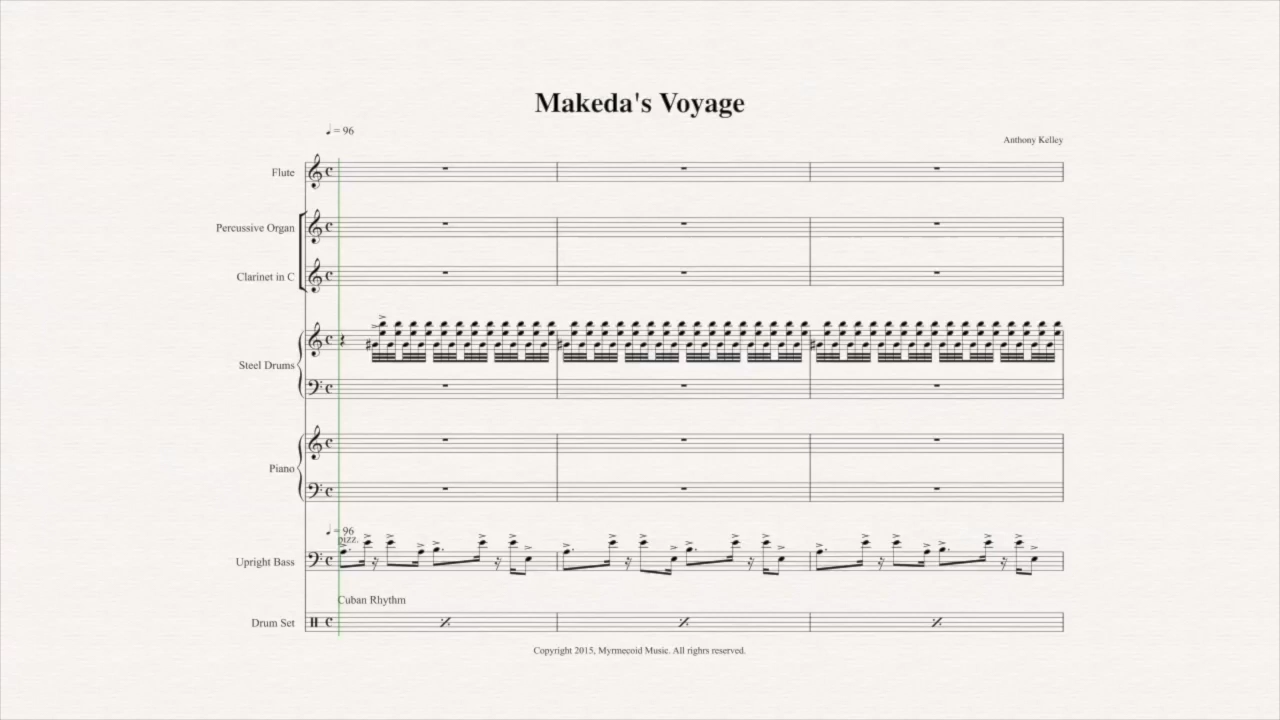 Makeda's Voyage
♩ = 96
Anthony Kelley
Flute
Percussive Organ
Clarinet in C
Steel Drums
Piano
♩ = 96
pizz.
Upright Bass
Cuban Rhythm
Drum Set
Copyright 2015, Myrmecoid Music. All righrs reserved.